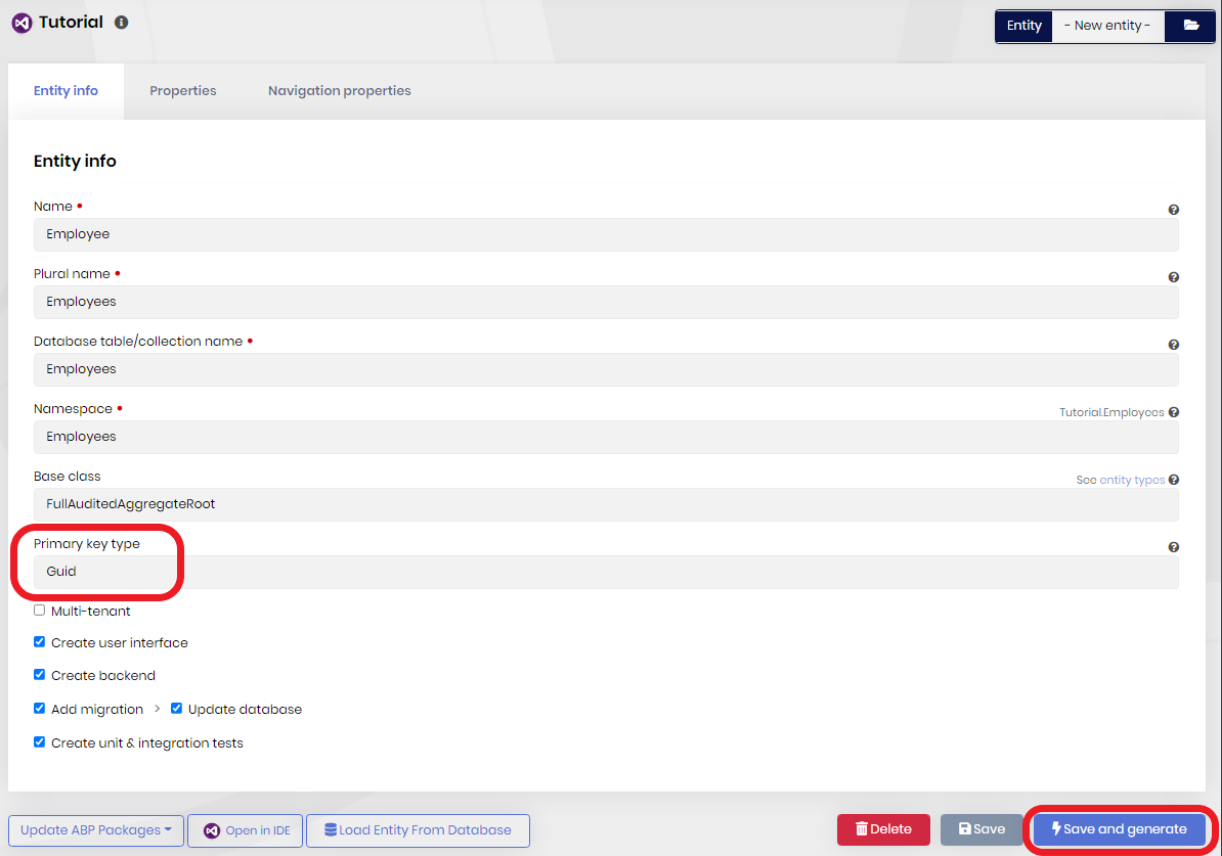 Tutorial
Entity - New entity -
Entity info Properties Navigation properties
Entity info
Name •
Employee
Plural name •
Employees
Database table/collection name •
Employees
Namespace • Tutorial.Employees
Employees
Base class See entity types
FullAuditedAggregateRoot
Primary key type
Guid
Multi-tenant
Create user interface
Create backend
Add migration > Update database
Create unit & integration tests
Update ABP Packages Open in IDE Load Entity From Database Delete Save Save and generate